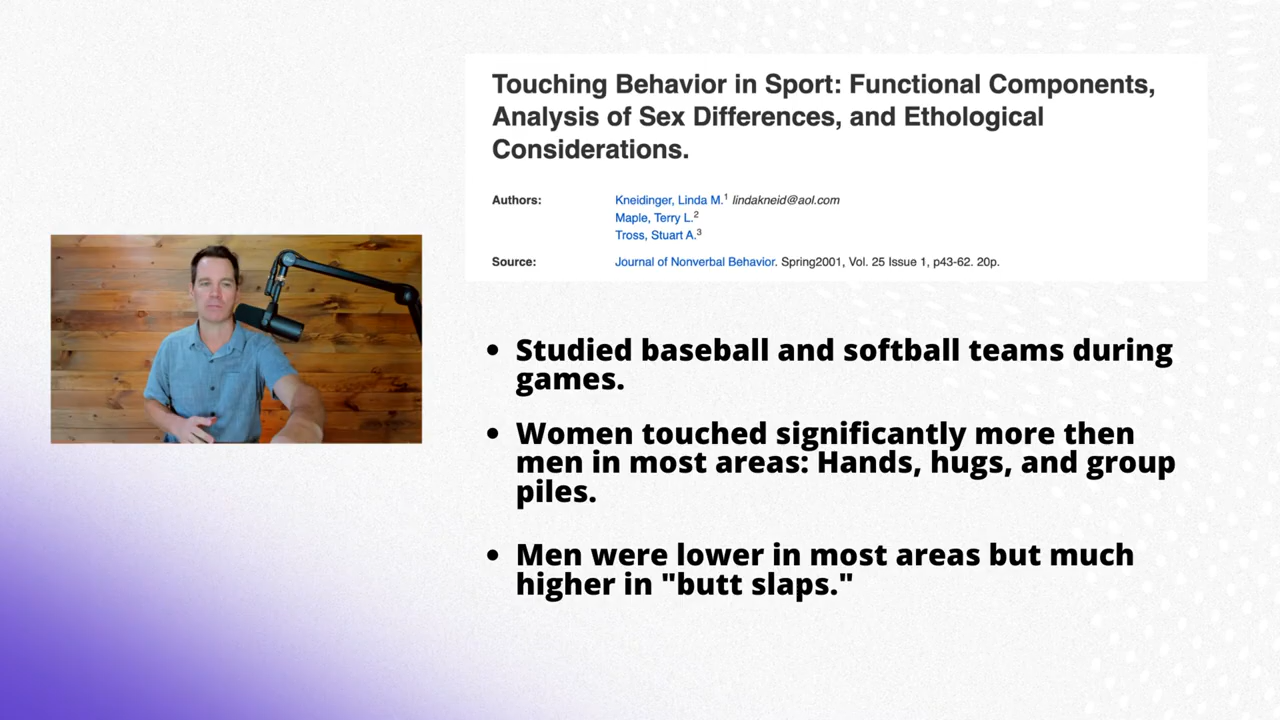 Touching Behavior in Sport: Functional Components,
Analysis of Sex Differences, and Ethological
Considerations.
Authors: Kneidinger, Linda M.1 lindakneid@aol.com
Maple, Terry L.2
Tross, Stuart A.3
Source: Journal of Nonverbal Behavior. Spring2001, Vol. 25 Issue 1, p43-62. 20p.
• Studied baseball and softball teams during
games.
• Women touched significantly more then
men in most areas: Hands, hugs, and group
piles.
• Men were lower in most areas but much
higher in "butt slaps."